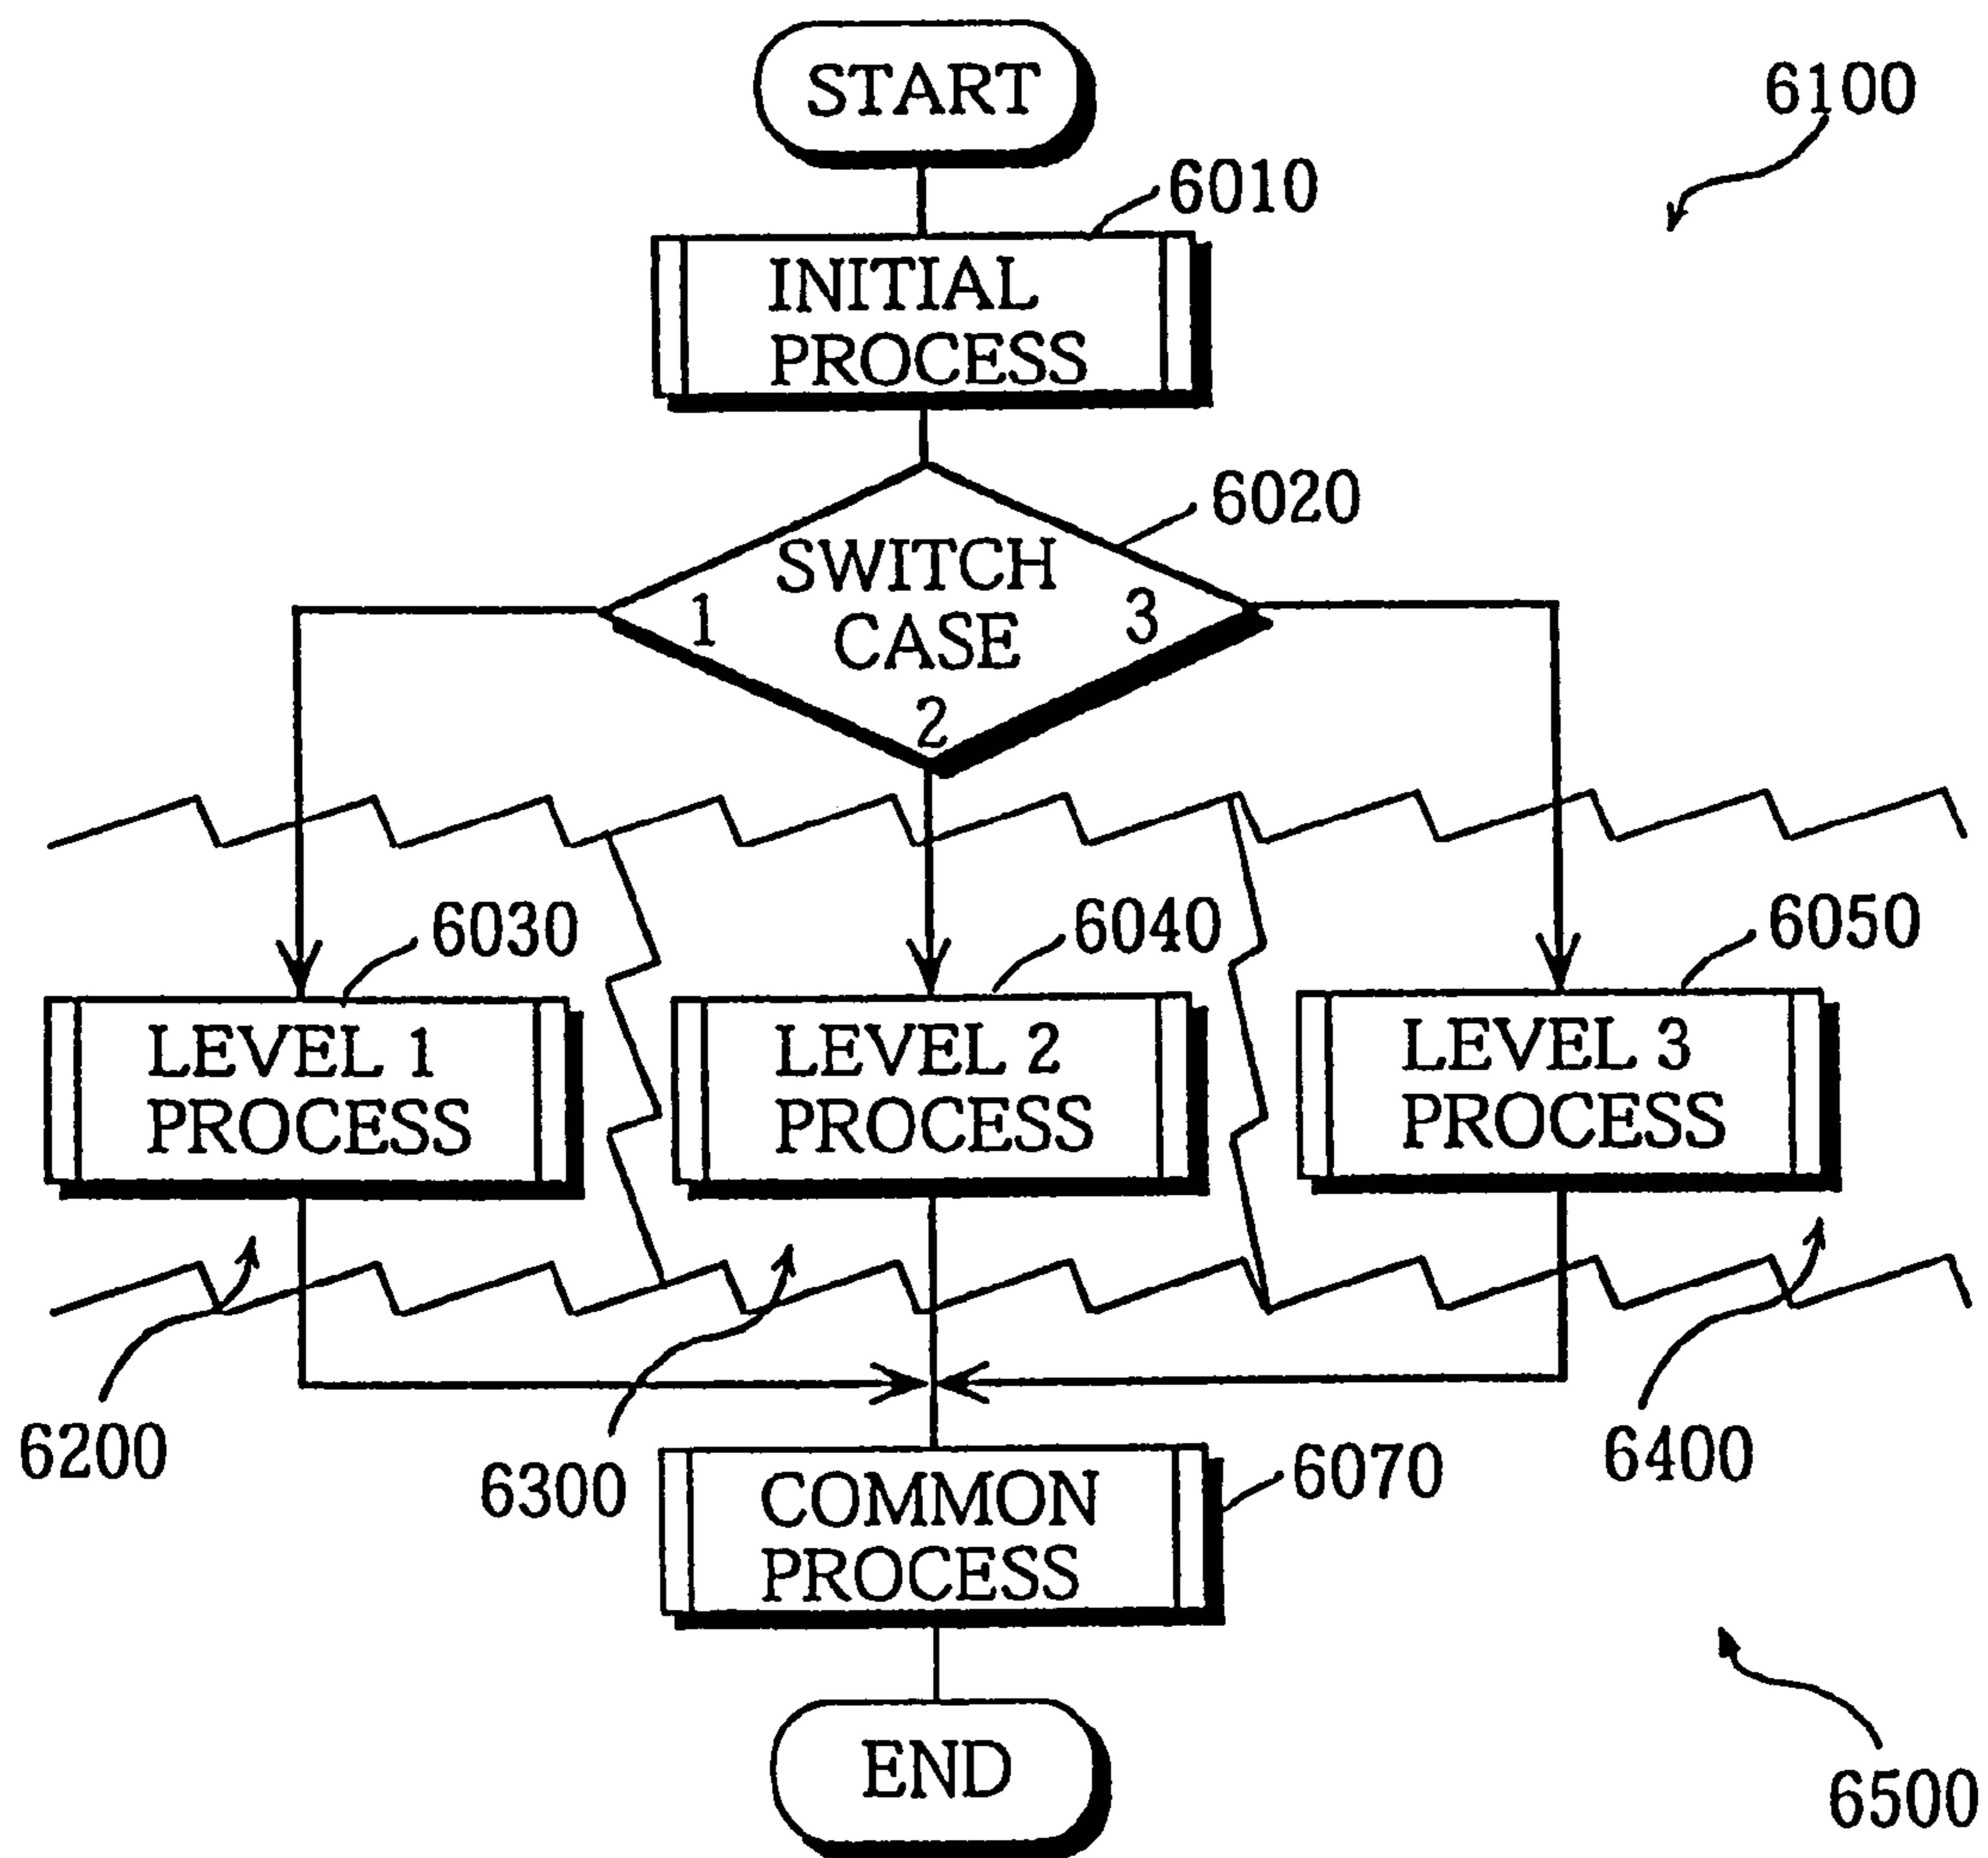 START
6100
6010
INITIAL
PROCESS
6020
SWITCH
CASE
1
3
2
6030
6040
6050
LEVEL 1
PROCESS
LEVEL 2
PROCESS
LEVEL 3
PROCESS
6200
6300
6400
COMMON
PROCESS
6070
END
6500